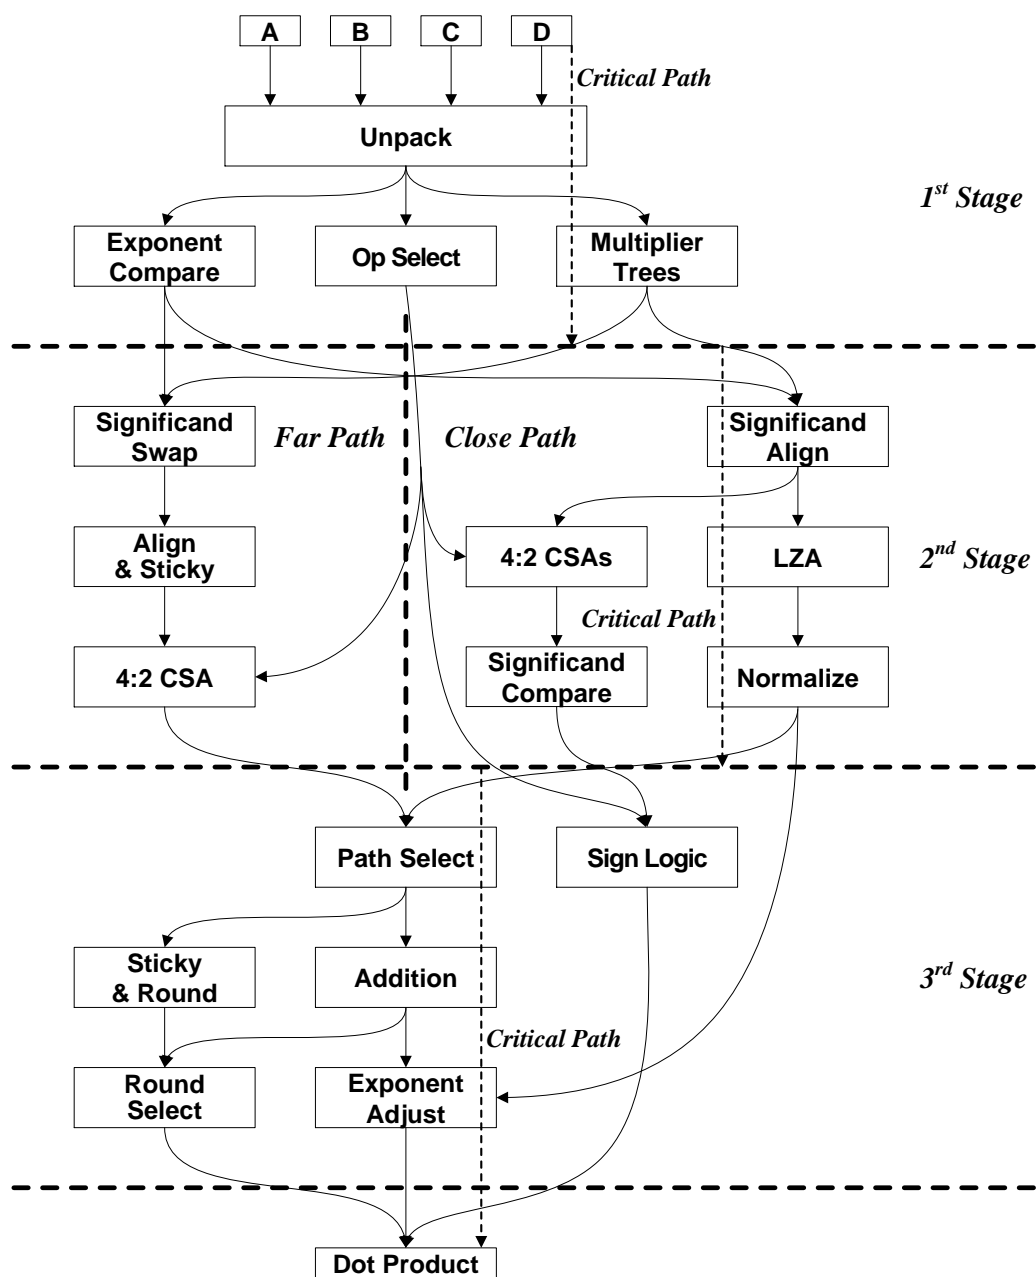 A B C D
Critical Path
Unpack
1st Stage
Exponent
Compare
Op Select
Multiplier
Trees
Significand
Swap
Far Path
Close Path
Significand
Align
Align
& Sticky
4:2 CSAs
LZA
2nd Stage
Critical Path
4:2 CSA
Significand
Compare
Normalize
Path Select
Sign Logic
Sticky
& Round
Addition
3rd Stage
Critical Path
Round
Select
Exponent
Adjust
Dot Product